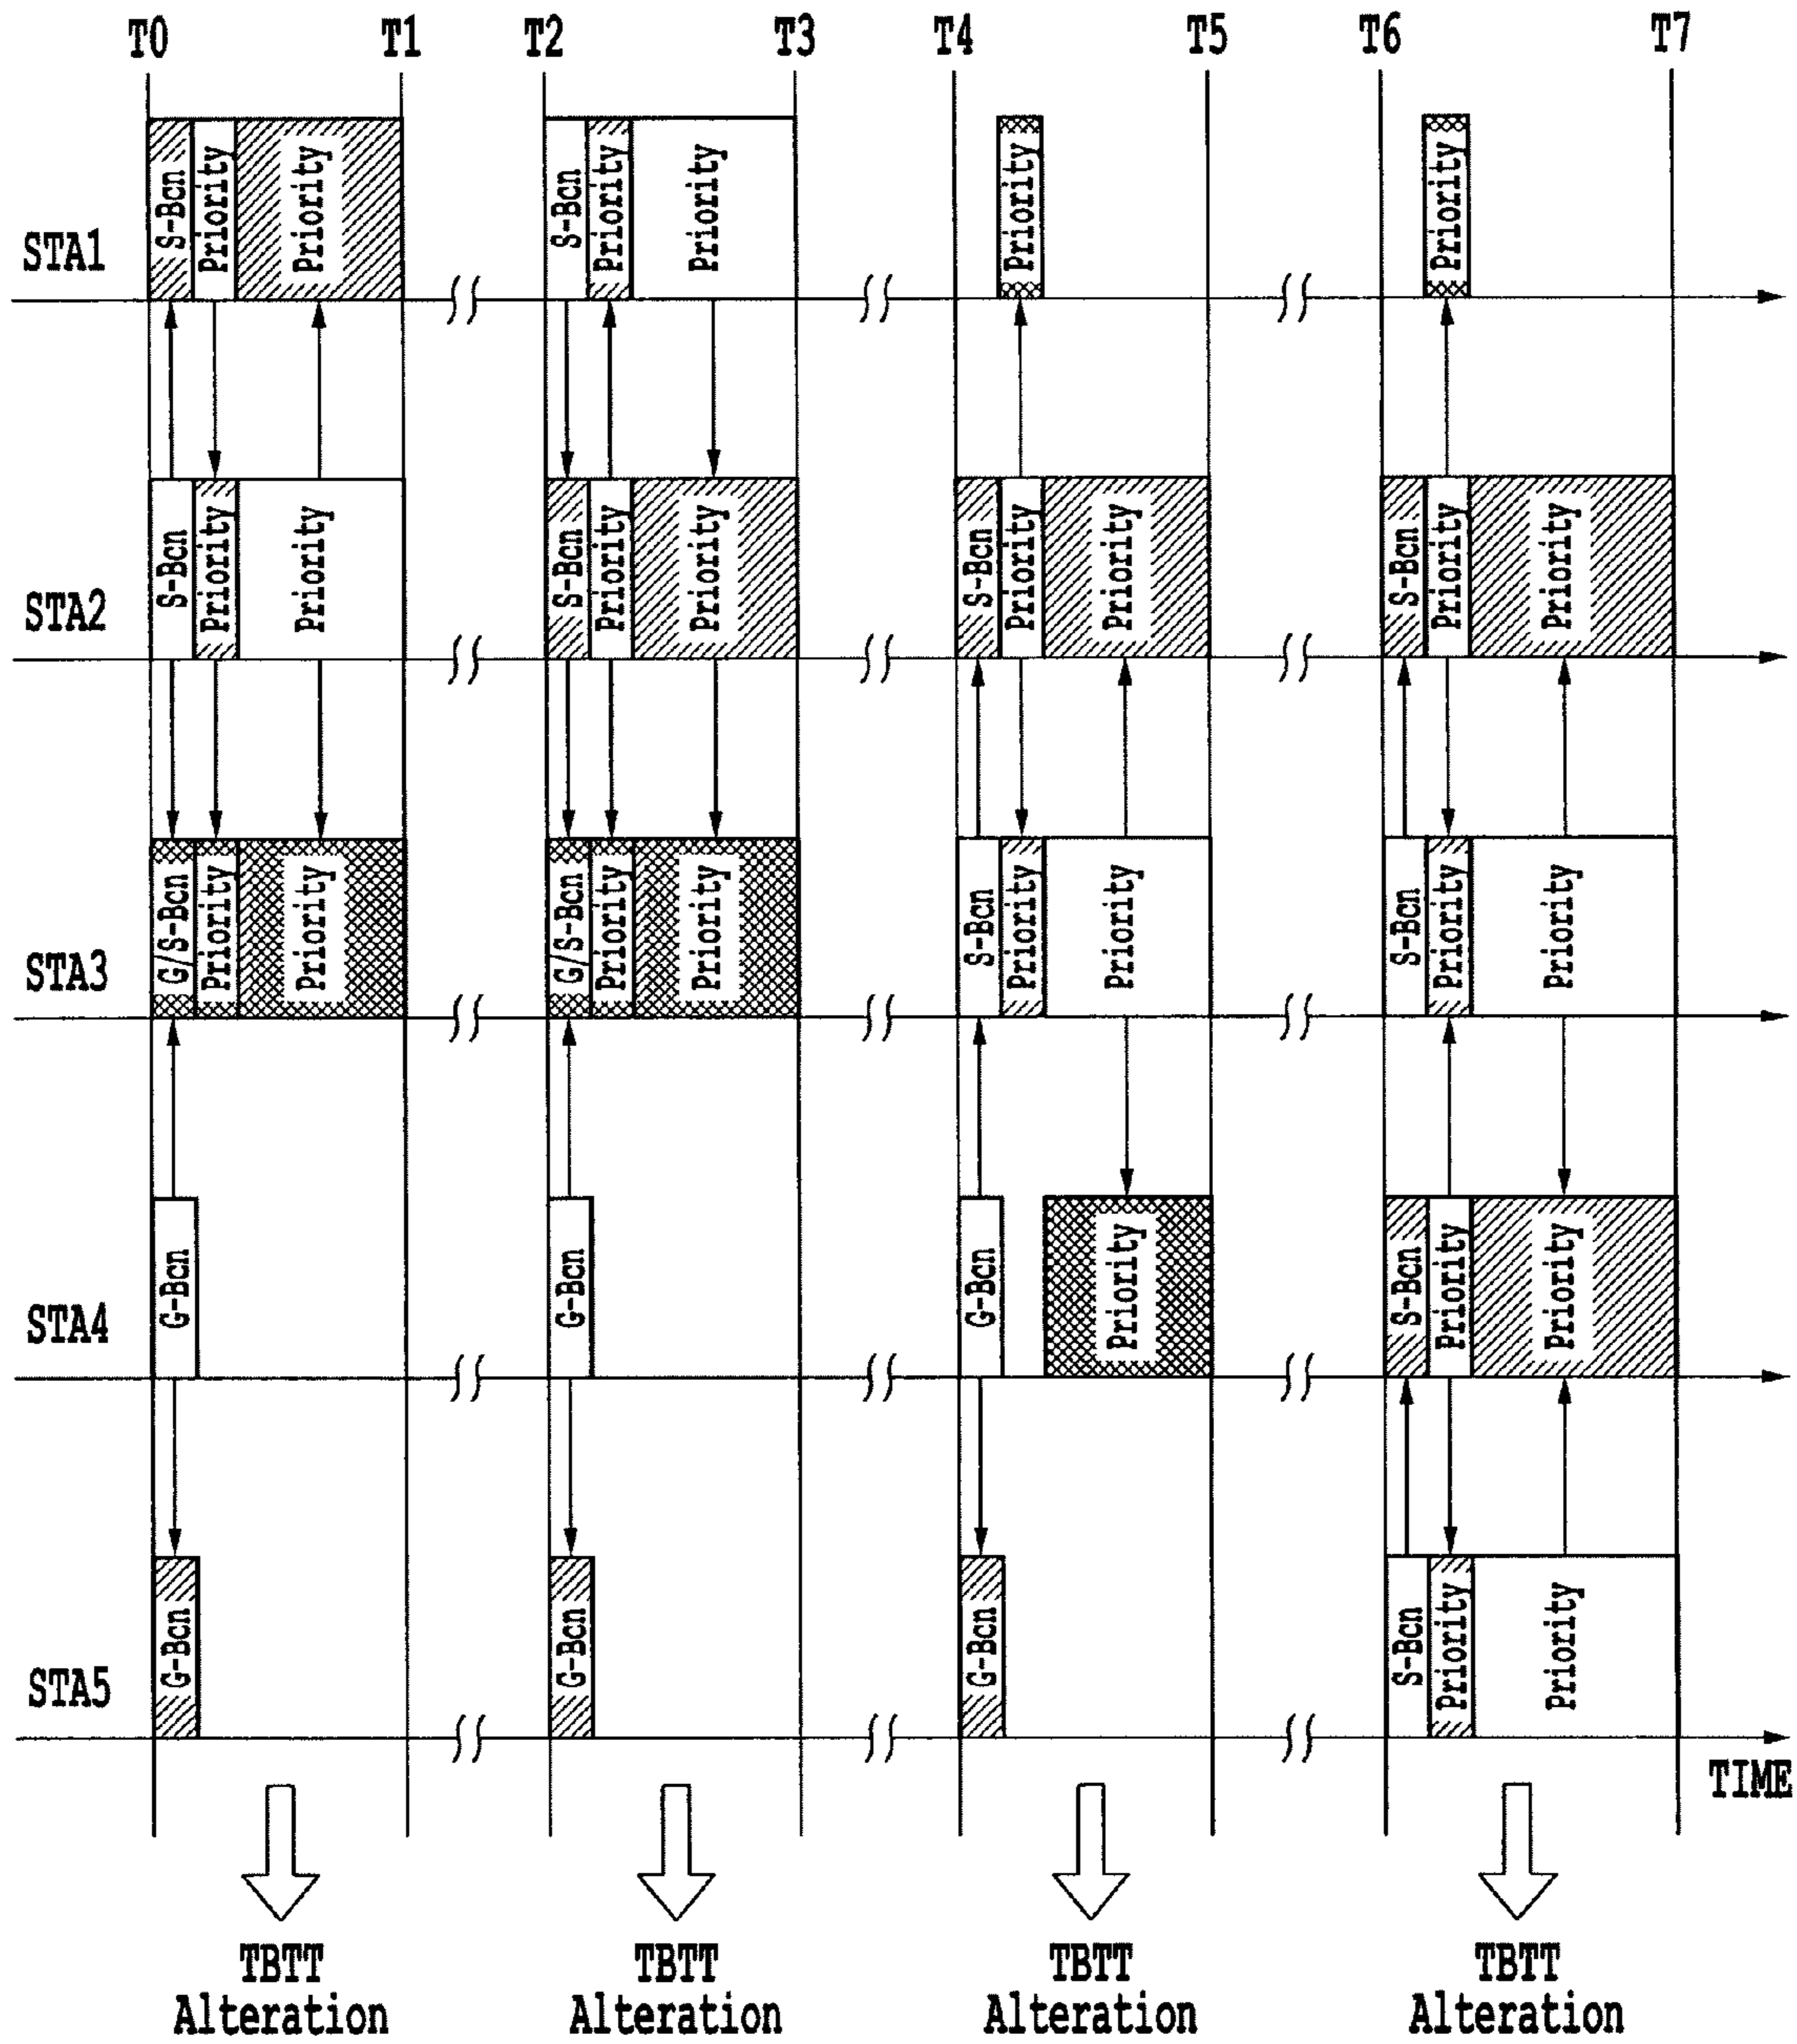 T0 T1 T2 T3 T4 T5 T6 T7
STA1
S-Bcn Priority Priority S-Bcn Priority Priority Priority Priority
STA2
S-Bcn Priority Priority S-Bcn Priority Priority S-Bcn Priority Priority S-Bcn Priority Priority
STA3
G/S-Bcn Priority Priority G/S-Bcn Priority Priority S-Bcn Priority Priority S-Bcn Priority Priority
STA4
G-Bcn G-Bcn G-Bcn Priority S-Bcn Priority Priority
STA5
G-Bcn G-Bcn G-Bcn S-Bcn Priority Priority
TIME
TBTT TBTT TBTT TBTT
Alteration Alteration Alteration Alteration